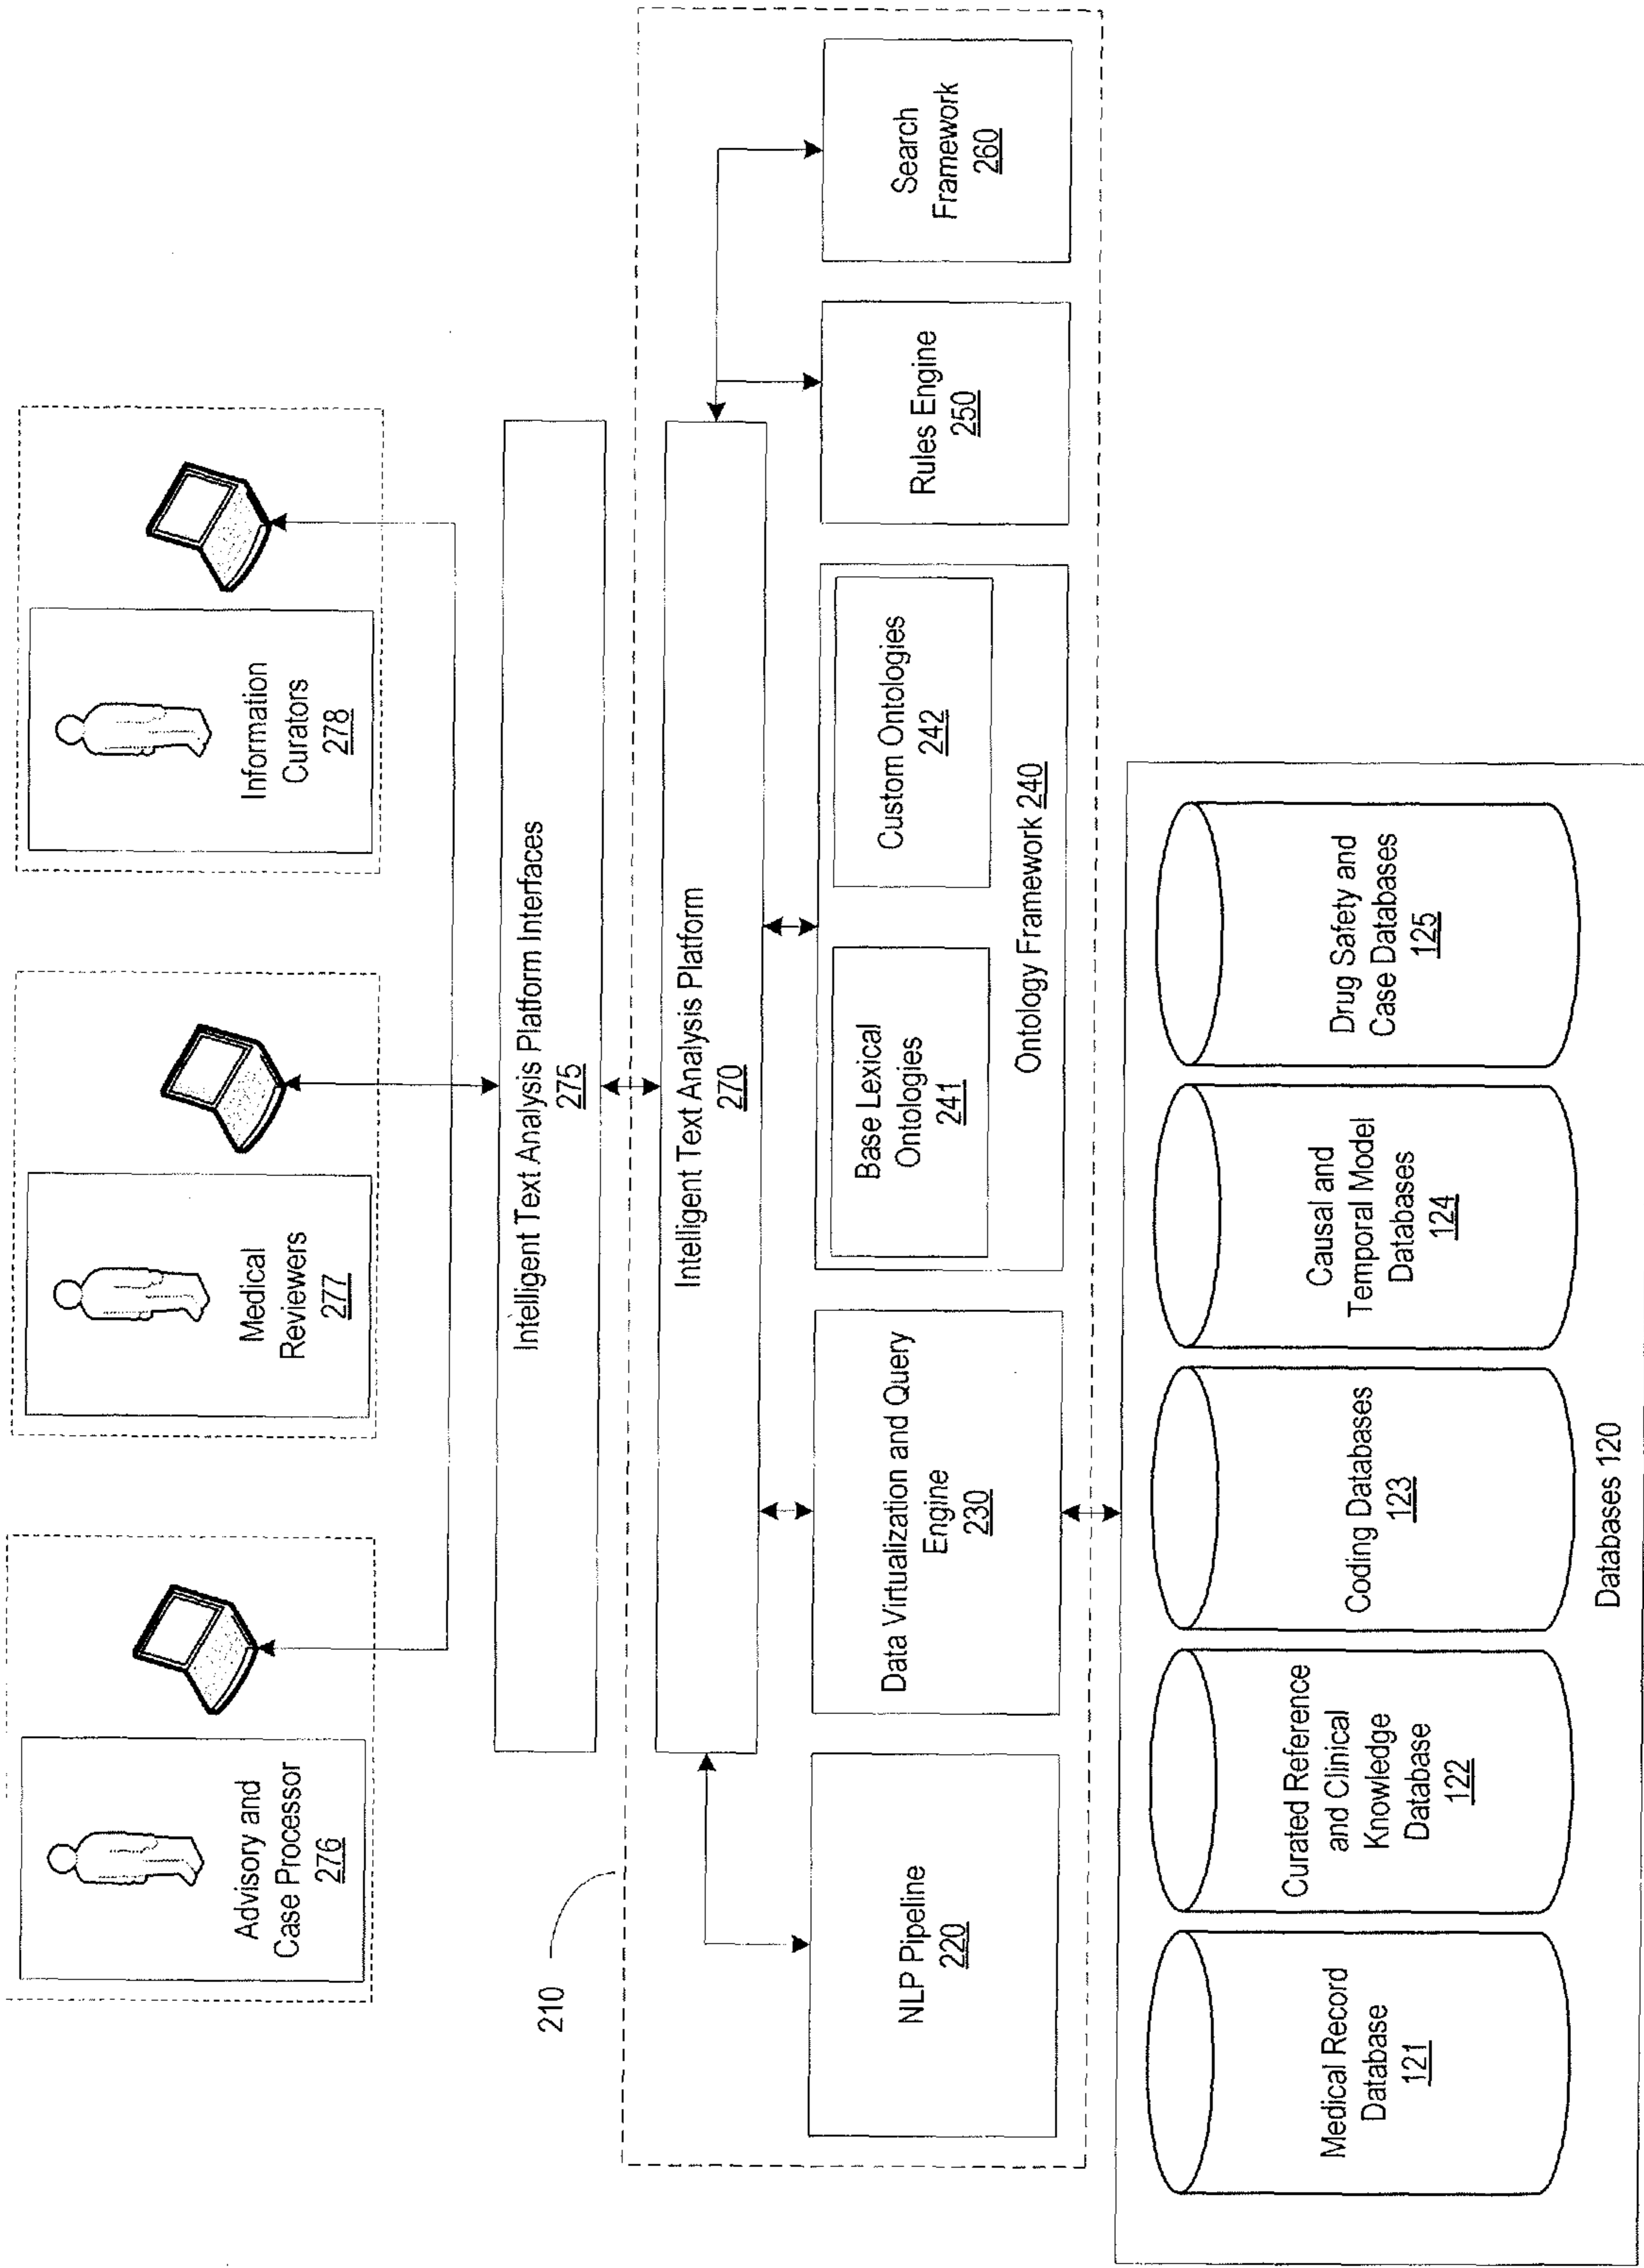 Advisory and
Case Processor
276
Medical
Reviewers
277
Information
Curators
278
Intelligent Text Analysis Platform Interfaces
275
210
Intelligent Text Analysis Platform
270
NLP Pipeline
220
Data Virtualization and Query
Engine
230
Base Lexical
Ontologies
241
Custom Ontologies
242
Ontology Framework 240
Rules Engine
250
Search
Framework
260
Medical Record
Database
121
Curated Reference
and Clinical
Knowledge
Database
122
Coding Databases
123
Causal and
Temporal Model
Databases
124
Drug Safety and
Case Databases
125
Databases 120